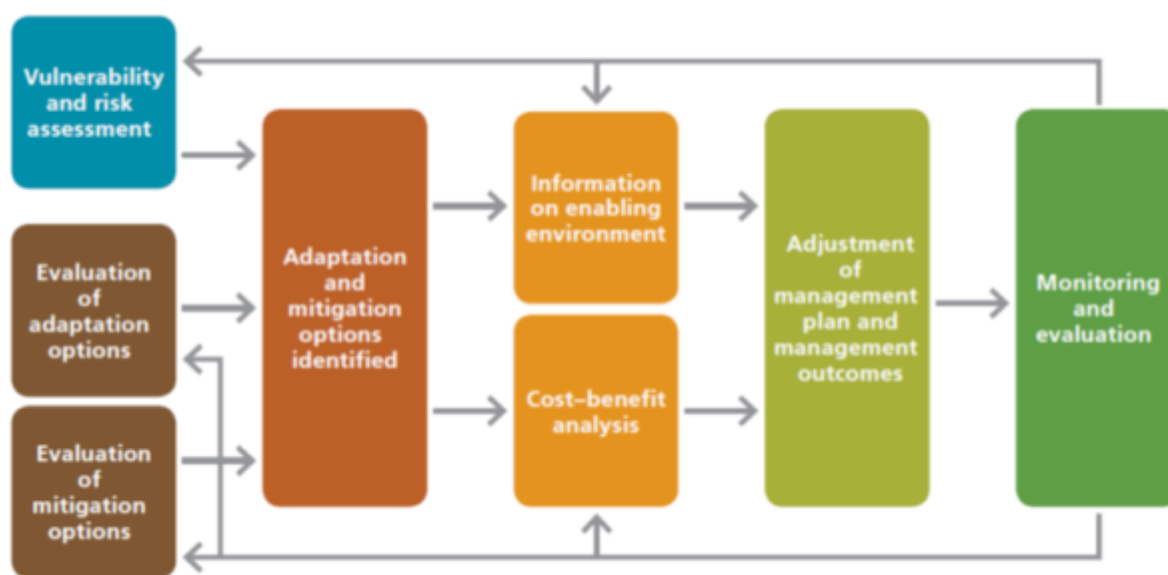 Vulnerability
and risk
assessment
Evaluation
of
adaptation
options
Evaluation
of
mitigation
options
Adaptation
and
mitigation
options
identified
Information
on enabling
environment
Cost–benefit
analysis
Adjustment
of
management
plan and
management
outcomes
Monitoring
and
evaluation